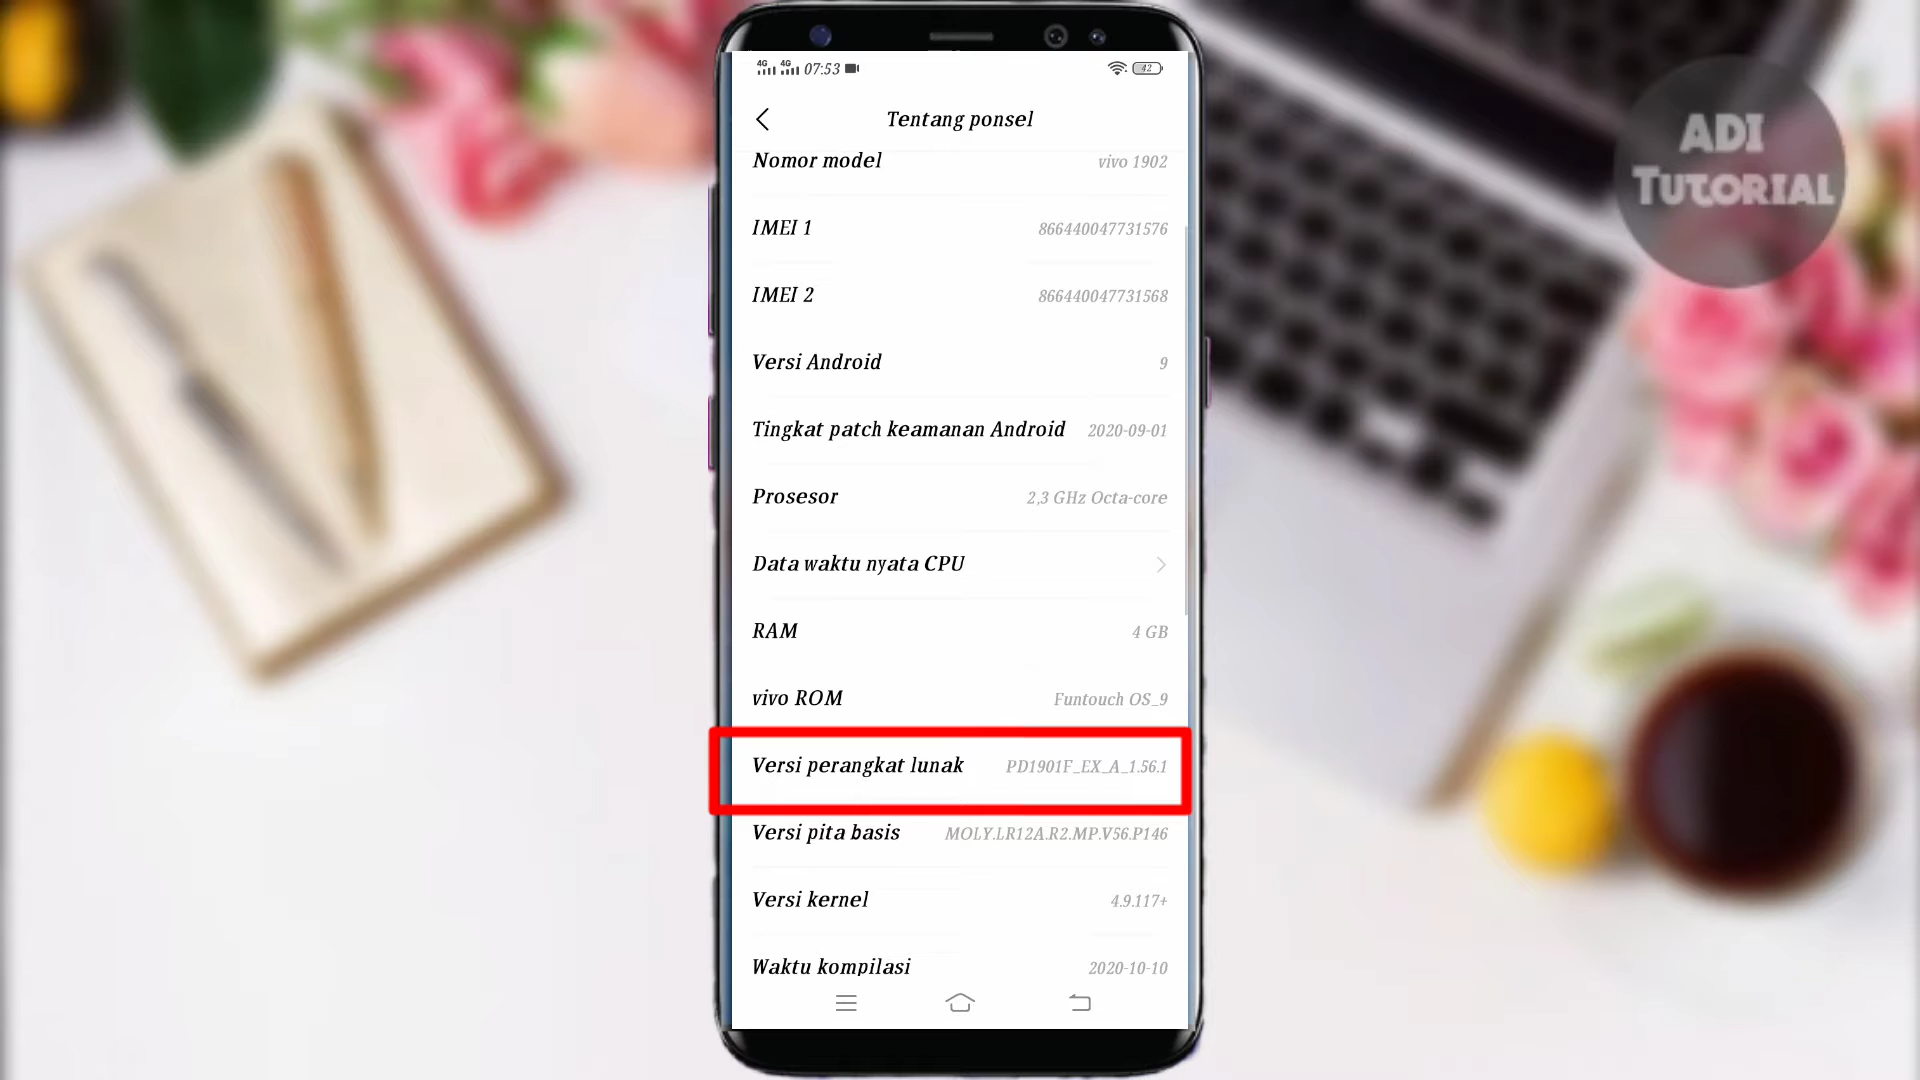 4G 4G 07:53 42
Tentang ponsel
Nomor model vivo 1902
IMEI 1 866440047731576
IMEI 2 866440047731568
Versi Android 9
Tingkat patch keamanan Android 2020-09-01
Prosesor 2,3 GHz Octa-core
Data waktu nyata CPU
RAM 4 GB
vivo ROM Funtouch OS_9
Versi perangkat lunak PD1901F_EX_A_1.56.1
Versi pita basis MOLY.LR12A.R2.MP.V56.P146
Versi kernel 4.9.117+
Waktu kompilasi 2020-10-10
ADI
TUTORIAL